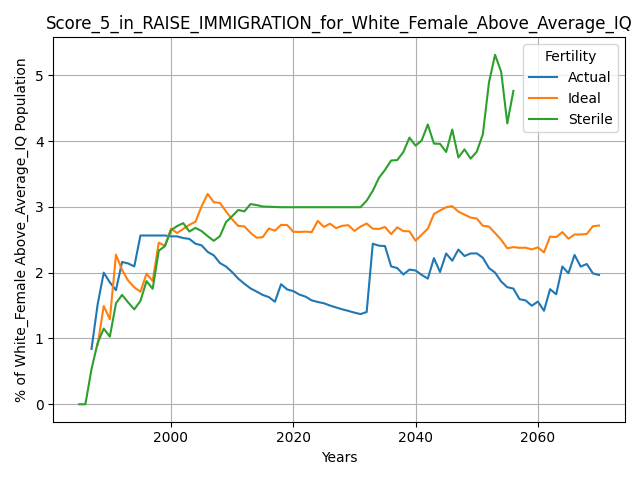 Score_5_in_RAISE_IMMIGRATION_for_White_Female_Above_Average_IQ
% of White_Female Above_Average_IQ Population
5
4
3
2
1
0
Fertility
Actual
Ideal
Sterile
2000
2020
2040
2060
Years